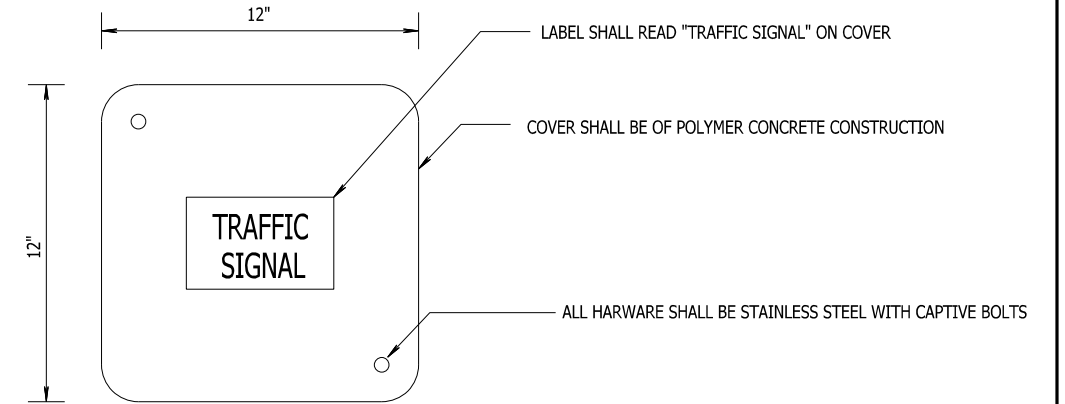 12"
LABEL SHALL READ "TRAFFIC SIGNAL" ON COVER
COVER SHALL BE OF POLYMER CONCRETE CONSTRUCTION
12"
TRAFFIC
SIGNAL
ALL HARWARE SHALL BE STAINLESS STEEL WITH CAPTIVE BOLTS